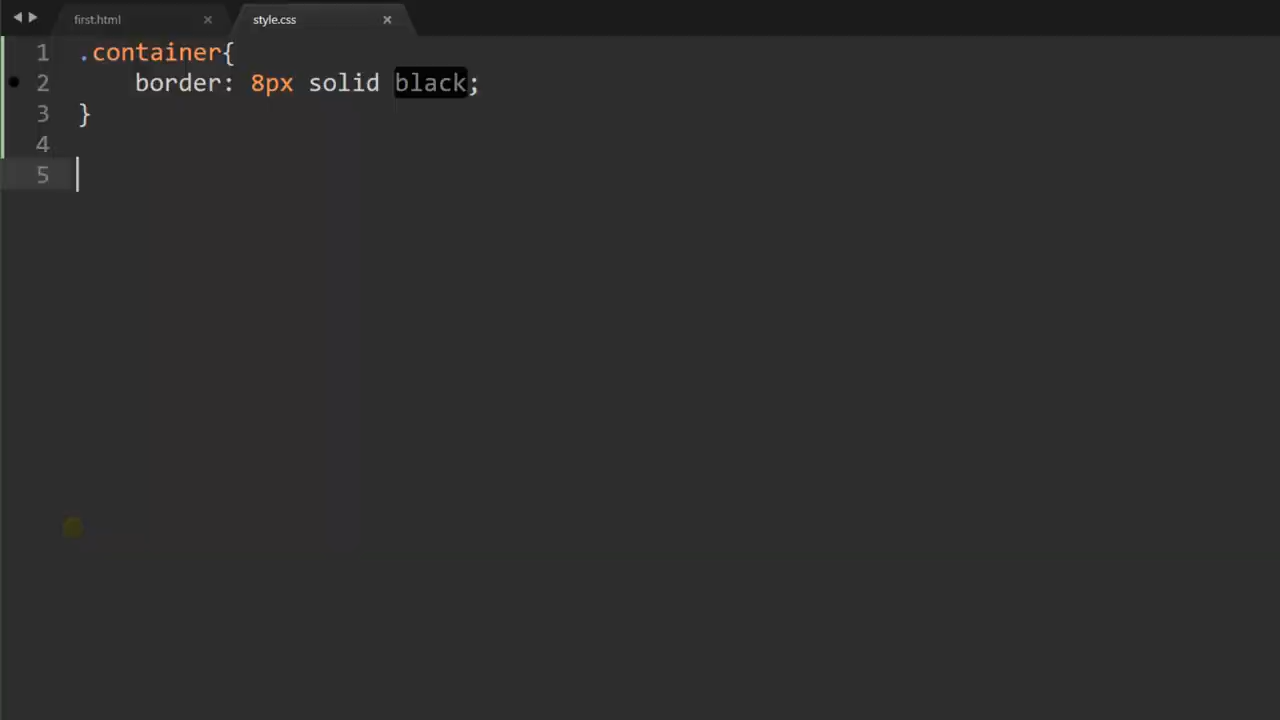 first.html × style.css ×
1 .container{
2 border: 8px solid black;
3 }
4
5